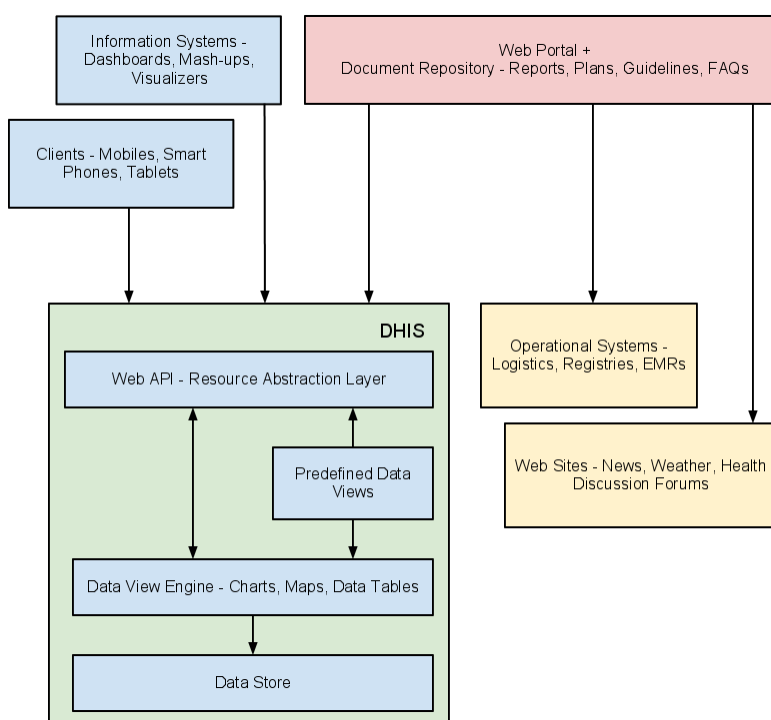 Information Systems -
Dashboards, Mash-ups,
Visualizers
Web Portal +
Document Repository - Reports, Plans, Guidelines, FAQs
Clients - Mobiles, Smart
Phones, Tablets
DHIS
Web API - Resource Abstraction Layer
Operational Systems -
Logistics, Registries, EMRs
Predefined Data
Views
Web Sites - News, Weather, Health
Discussion Forums
Data View Engine - Charts, Maps, Data Tables
Data Store